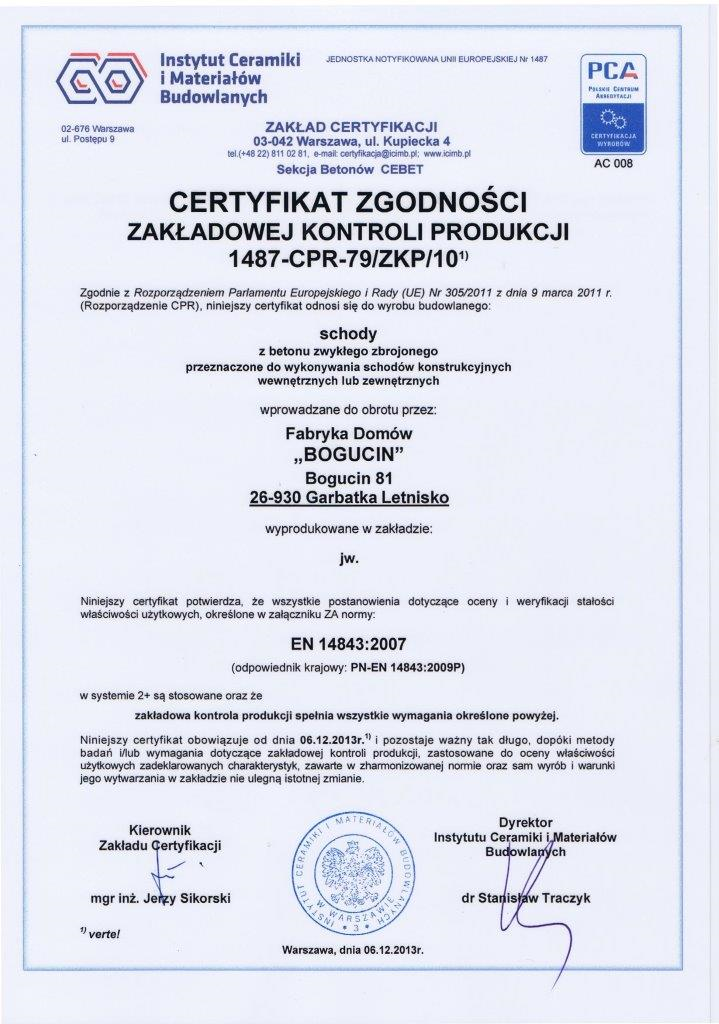 Instytut Ceramiki
i Materiałów
Budowlanych
JEDNOSTKA NOTYFIKOWANA UNII EUROPEJSKIEJ Nr 1487
PCA
POLSKIE CENTRUM
AKREDYTACJI
CERTYFIKACJA
WYROBÓW
AC 008
02-676 Warszawa
ul. Postępu 9
ZAKŁAD CERTYFIKACJI
03-042 Warszawa, ul. Kupiecka 4
tel.(+48 22) 811 02 81, e-mail: certyfikacja@icimb.pl; www.icimb.pl
Sekcja Betonów CEBET
CERTYFIKAT ZGODNOŚCI
ZAKŁADOWEJ KONTROLI PRODUKCJI
1487-CPR-79/ZKP/10¹⁾
Zgodnie z Rozporządzeniem Parlamentu Europejskiego i Rady (UE) Nr 305/2011 z dnia 9 marca 2011 r.
(Rozporządzenie CPR), niniejszy certyfikat odnosi się do wyrobu budowlanego:
schody
z betonu zwykłego zbrojonego
przeznaczone do wykonywania schodów konstrukcyjnych
wewnętrznych lub zewnętrznych
wprowadzane do obrotu przez:
Fabryka Domów
„BOGUCIN”
Bogucin 81
26-930 Garbatka Letnisko
wyprodukowane w zakładzie:
jw.
Niniejszy certyfikat potwierdza, że wszystkie postanowienia dotyczące oceny i weryfikacji stałości
właściwości użytkowych, określone w załączniku ZA normy:
EN 14843:2007
(odpowiednik krajowy: PN-EN 14843:2009P)
w systemie 2+ są stosowane oraz że
zakładowa kontrola produkcji spełnia wszystkie wymagania określone powyżej.
Niniejszy certyfikat obowiązuje od dnia 06.12.2013r.¹⁾ i pozostaje ważny tak długo, dopóki metody
badań i/lub wymagania dotyczące zakładowej kontroli produkcji, zastosowane do oceny właściwości
użytkowych zadeklarowanych charakterystyk, zawarte w zharmonizowanej normie oraz sam wyrób i warunki
jego wytwarzania w zakładzie nie ulegną istotnej zmianie.
Kierownik
Zakładu Certyfikacji
mgr inż. Jerzy Sikorski
INSTYTUT CERAMIKI I MATERIAŁÓW BUDOWLANYCH
W WARSZAWIE
* 3 *
Dyrektor
Instytutu Ceramiki i Materiałów
Budowlanych
dr Stanisław Traczyk
¹⁾ verte!
Warszawa, dnia 06.12.2013r.